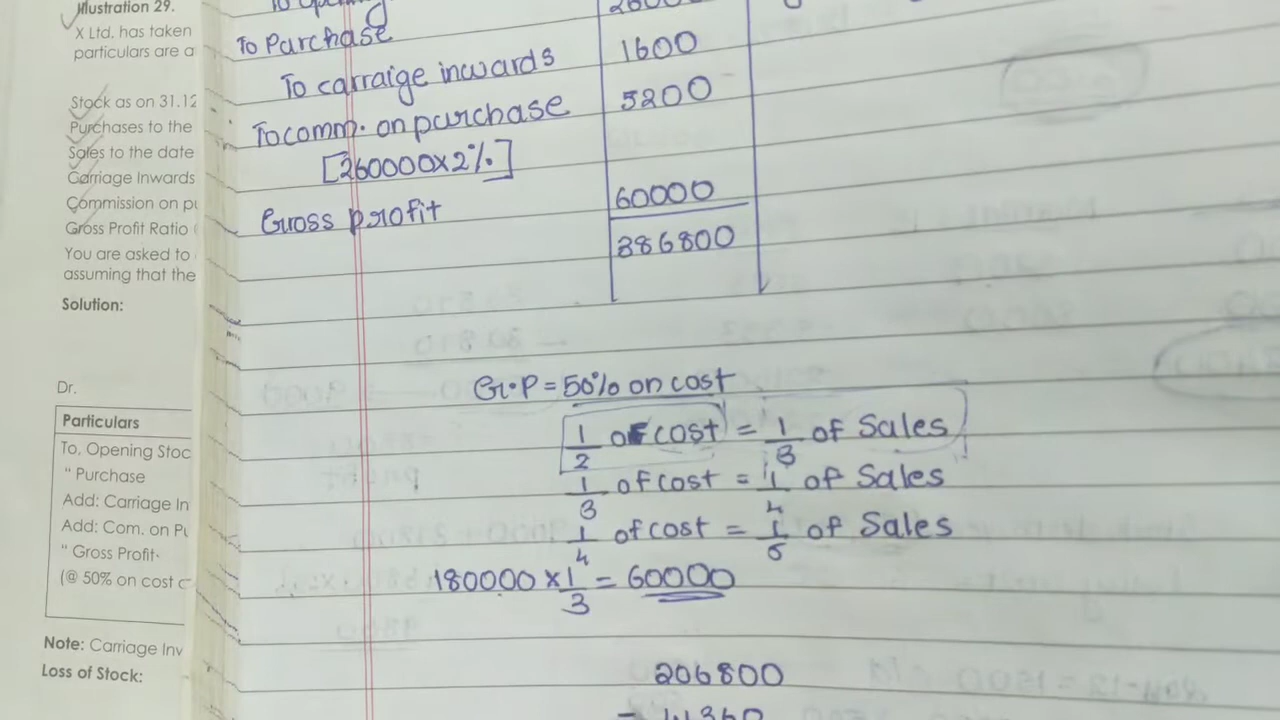 Illustration 29.
X Ltd. has taken
particulars are a
Stock as on 31.12
Purchases to the
Sales to the date
Carriage Inwards
Commission on pu
Gross Profit Ratio
You are asked to
assuming that the
Solution:
Dr.
Particulars
To, Opening Stoc
" Purchase
Add: Carriage In
Add: Com. on Pu
" Gross Profit
(@ 50% on cost
Note: Carriage Inv
Loss of Stock:
To Purchase
To carraige inwards 1600
To comm. on purchase 5200
[260000x2%]
Gross profit 60000
386800
G.P = 50% on cost
1/2 of cost = 1/3 of Sales
1/3 of cost = 1/4 of Sales
1/4 of cost = 1/5 of Sales
180000 x 1/3 = 60000
206800